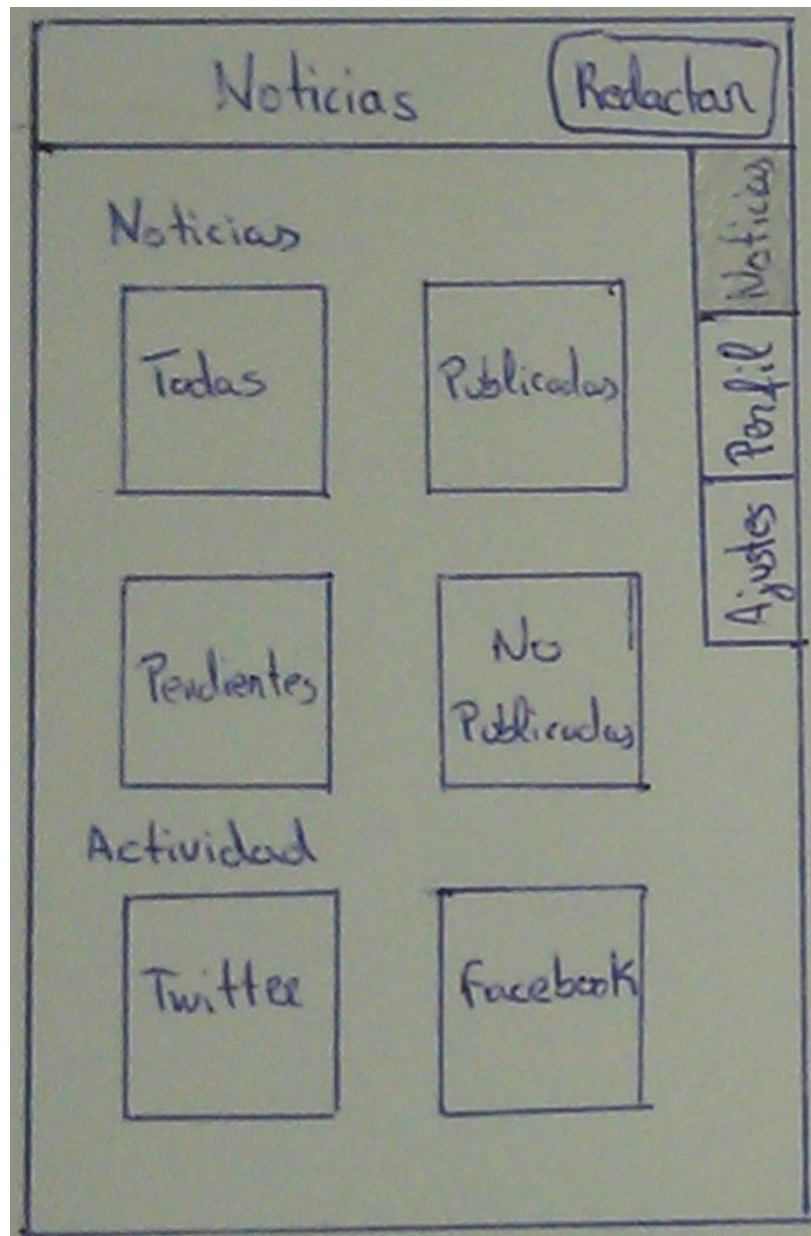 Noticias Redactar
Noticias
Noticias
Todas Publicadas
Perfil
Ajustes
Pendientes No
Publicadas
Actividad
Twitter Facebook